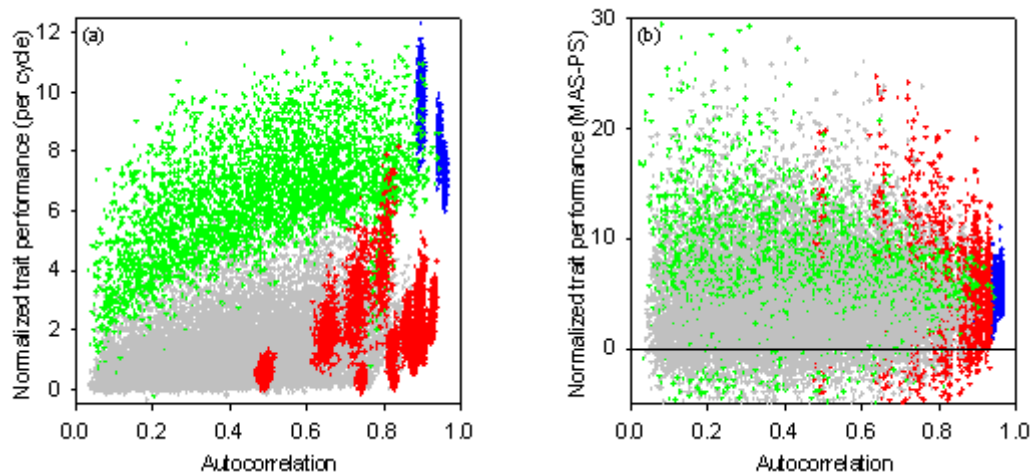 (a)
Normalized trait performance (per cycle)
12
10
8
6
4
2
0
0.0 0.2 0.4 0.6 0.8 1.0
Autocorrelation
(b)
Normalized trait performance (MAS-PS)
30
20
10
0
0.0 0.2 0.4 0.6 0.8 1.0
Autocorrelation